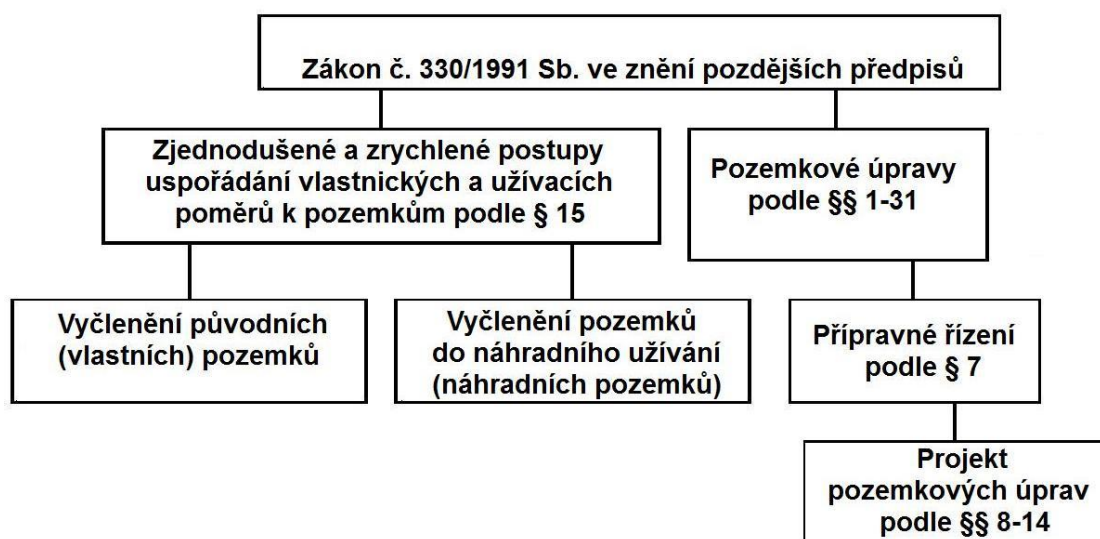 Zákon č. 330/1991 Sb. ve znění pozdějších předpisů
Zjednodušené a zrychlené postupy
uspořádání vlastnických a užívacích
poměrů k pozemkům podle § 15
Pozemkové úpravy
podle §§ 1-31
Vyčlenění původních
(vlastních) pozemků
Vyčlenění pozemků
do náhradního užívání
(náhradních pozemků)
Přípravné řízení
podle § 7
Projekt
pozemkových úprav
podle §§ 8-14